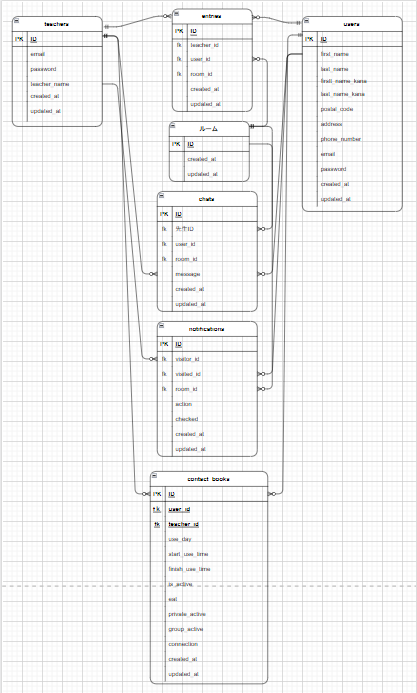 teachers
PK ID
email
password
teacher_name
created_at
updated_at
entries
PK ID
fk teacher_id
fk user_id
fk room_id
created_at
updated_at
users
PK ID
first_name
last_name
first_name_kana
last_name_kana
postal_code
address
phone_number
email
password
created_at
updated_at
ルーム
PK ID
created_at
updated_at
chats
PK ID
fk 先生ID
fk user_id
fk room_id
fk message
created_at
updated_at
notifications
PK ID
fk visitor_id
fk visited_id
fk room_id
action
checked
created_at
updated_at
contact_books
PK ID
fk user_id
fk teacher_id
use_day
start_use_time
finish_use_time
is_active
eat
private_active
group_active
connection
created_at
updated_at